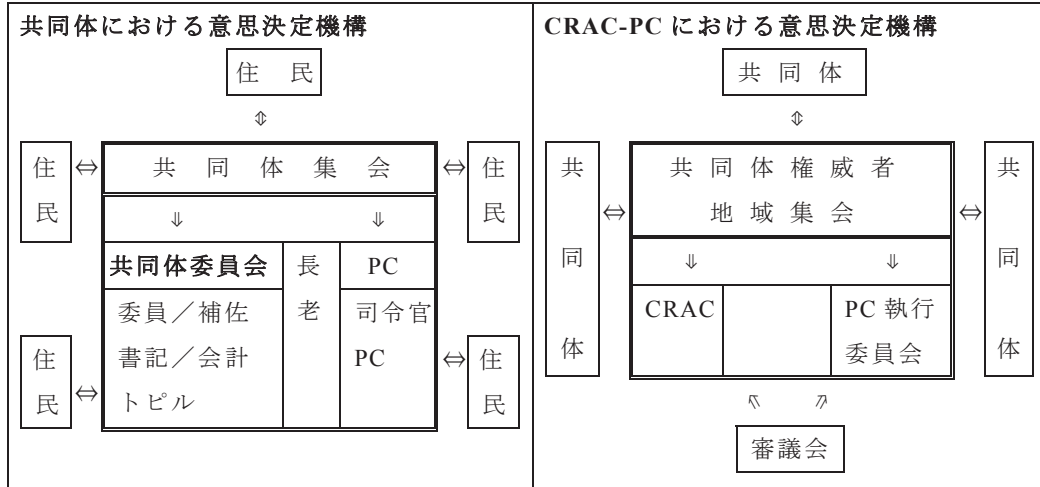 共同体における意思決定機構
住 民
⇕
住民 ⇔ 共 同 体 集 会 ⇔ 住民
⇓ ⇓
共同体委員会 長老 PC
委員／補佐 司令官
書記／会計 PC
トピル
住民 ⇔ ⇔ 住民
CRAC-PC における意思決定機構
共 同 体
⇕
共同体 ⇔ 共 同 体 権 威 者 ⇔ 共同体
地 域 集 会
⇓ ⇓
CRAC PC 執行
委員会
⇖ ⇗
審議会